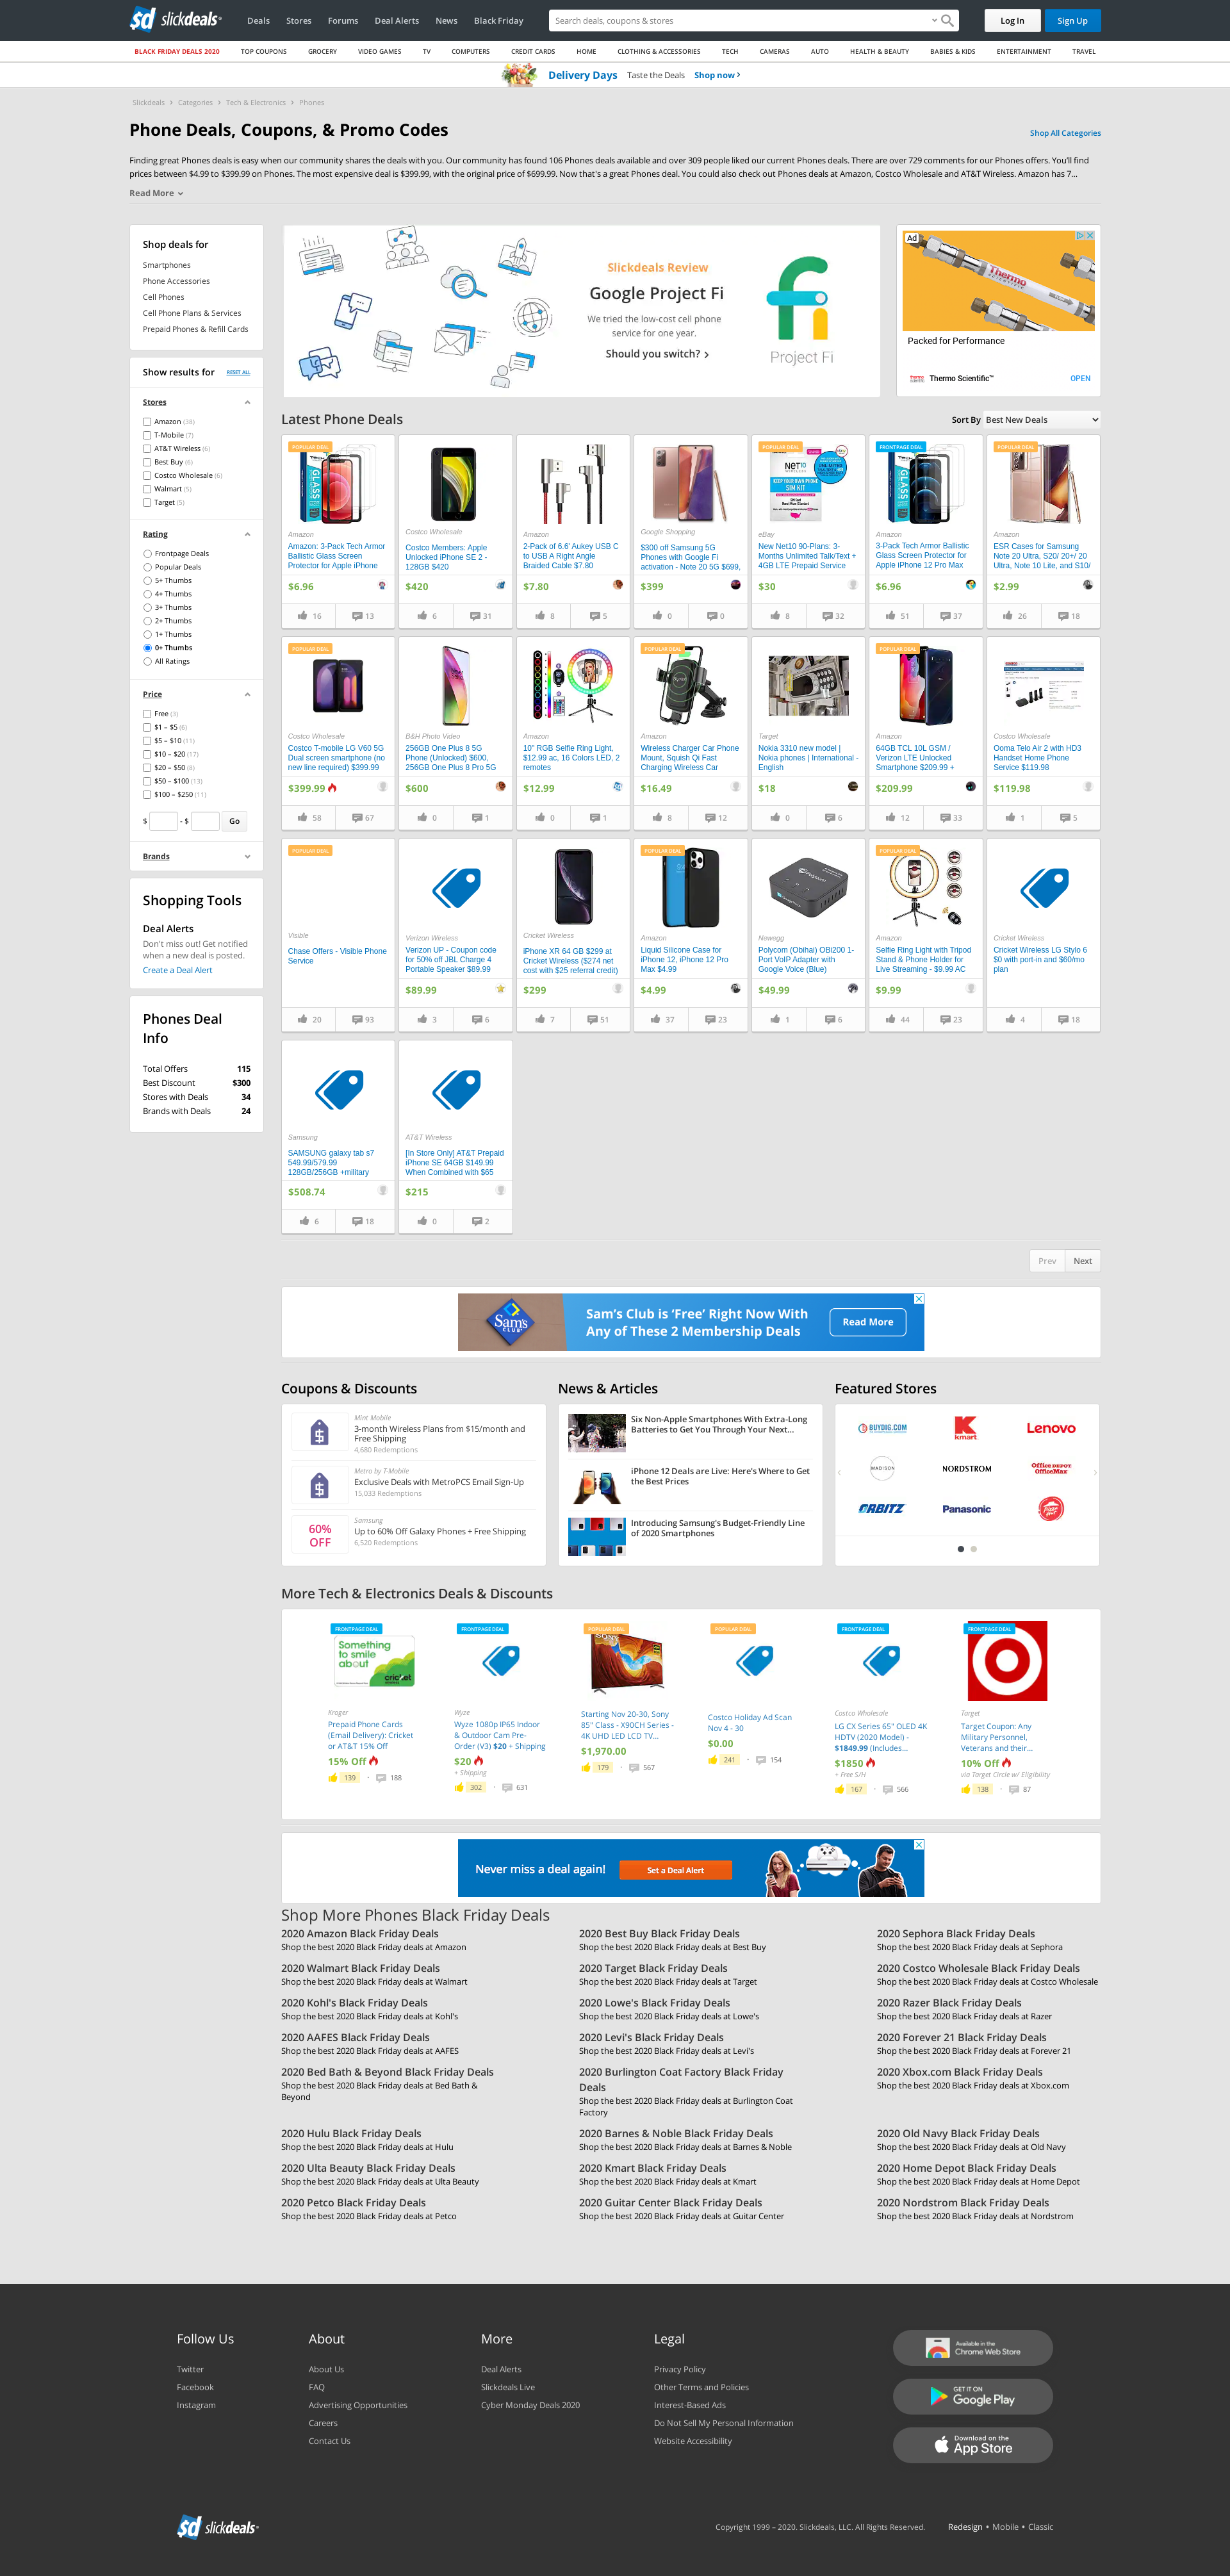 slickdeals
Deals Stores Forums Deal Alerts News Black Friday
Search deals, coupons & stores
Log In Sign Up
BLACK FRIDAY DEALS 2020 TOP COUPONS GROCERY VIDEO GAMES TV COMPUTERS CREDIT CARDS HOME CLOTHING & ACCESSORIES TECH CAMERAS AUTO HEALTH & BEAUTY BABIES & KIDS ENTERTAINMENT TRAVEL
Delivery Days Taste the Deals Shop now ›
Slickdeals › Categories › Tech & Electronics › Phones
Phone Deals, Coupons, & Promo Codes
Shop All Categories
Finding great Phones deals is easy when our community shares the deals with you. Our community has found 106 Phones deals available and over 309 people liked our current Phones deals. There are over 729 comments for our Phones offers. You'll find
prices between $4.99 to $399.99 on Phones. The most expensive deal is $399.99, with the original price of $699.99. Now that's a great Phones deal. You could also check out Phones deals at Amazon, Costco Wholesale and AT&T Wireless. Amazon has 7...
Read More
Shop deals for
Smartphones
Phone Accessories
Cell Phones
Cell Phone Plans & Services
Prepaid Phones & Refill Cards
Show results for RESET ALL
Stores
Amazon (38)
T-Mobile (7)
AT&T Wireless (6)
Best Buy (6)
Costco Wholesale (6)
Walmart (5)
Target (5)
Rating
Frontpage Deals
Popular Deals
5+ Thumbs
4+ Thumbs
3+ Thumbs
2+ Thumbs
1+ Thumbs
0+ Thumbs
All Ratings
Price
Free (3)
$1 – $5 (6)
$5 – $10 (11)
$10 – $20 (17)
$20 – $50 (8)
$50 – $100 (13)
$100 – $250 (11)
$ - $ Go
Brands
Shopping Tools
Deal Alerts
Don't miss out! Get notified
when a new deal is posted.
Create a Deal Alert
Phones Deal
Info
Total Offers 115
Best Discount $300
Stores with Deals 34
Brands with Deals 24
Slickdeals Review
Google Project Fi
We tried the low-cost cell phone
service for one year.
Should you switch? ›
Project Fi
Ad
Thermo
Packed for Performance
Thermo Scientific™ OPEN
Latest Phone Deals
Sort By Best New Deals
POPULAR DEAL
Amazon
Amazon: 3-Pack Tech Armor
Ballistic Glass Screen
Protector for Apple iPhone
$6.96
16 13
Costco Wholesale
Costco Members: Apple
Unlocked iPhone SE 2 -
128GB $420
$420
6 31
Amazon
2-Pack of 6.6' Aukey USB C
to USB A Right Angle
Braided Cable $7.80
$7.80
8 5
Google Shopping
$300 off Samsung 5G
Phones with Google Fi
activation - Note 20 5G $699,
$399
0 0
POPULAR DEAL
eBay
New Net10 90-Plans: 3-
Months Unlimited Talk/Text +
4GB LTE Prepaid Service
$30
8 32
FRONTPAGE DEAL
Amazon
3-Pack Tech Armor Ballistic
Glass Screen Protector for
Apple iPhone 12 Pro Max
$6.96
51 37
POPULAR DEAL
Amazon
ESR Cases for Samsung
Note 20 Ultra, S20/ 20+/ 20
Ultra, Note 10 Lite, and S10/
$2.99
26 18
POPULAR DEAL
Costco Wholesale
Costco T-mobile LG V60 5G
Dual screen smartphone (no
new line required) $399.99
$399.99
58 67
B&H Photo Video
256GB One Plus 8 5G
Phone (Unlocked) $600,
256GB One Plus 8 Pro 5G
$600
0 1
Amazon
10" RGB Selfie Ring Light,
$12.99 ac, 16 Colors LED, 2
remotes
$12.99
0 1
POPULAR DEAL
Amazon
Wireless Charger Car Phone
Mount, Squish Qi Fast
Charging Wireless Car
$16.49
8 12
Target
Nokia 3310 new model |
Nokia phones | International -
English
$18
0 6
POPULAR DEAL
Amazon
64GB TCL 10L GSM /
Verizon LTE Unlocked
Smartphone $209.99 +
$209.99
12 33
Costco Wholesale
Ooma Telo Air 2 with HD3
Handset Home Phone
Service $119.98
$119.98
1 5
POPULAR DEAL
Visible
Chase Offers - Visible Phone
Service
20 93
Verizon Wireless
Verizon UP - Coupon code
for 50% off JBL Charge 4
Portable Speaker $89.99
$89.99
3 6
Cricket Wireless
iPhone XR 64 GB $299 at
Cricket Wireless ($274 net
cost with $25 referral credit)
$299
7 51
POPULAR DEAL
Amazon
Liquid Silicone Case for
iPhone 12, iPhone 12 Pro
Max $4.99
$4.99
37 23
Newegg
Polycom (Obihai) OBi200 1-
Port VoIP Adapter with
Google Voice (Blue)
$49.99
1 6
POPULAR DEAL
Amazon
Selfie Ring Light with Tripod
Stand & Phone Holder for
Live Streaming - $9.99 AC
$9.99
44 23
Cricket Wireless
Cricket Wireless LG Stylo 6
$0 with port-in and $60/mo
plan
4 18
Samsung
SAMSUNG galaxy tab s7
549.99/579.99
128GB/256GB +military
$508.74
6 18
AT&T Wireless
[In Store Only] AT&T Prepaid
iPhone SE 64GB $149.99
When Combined with $65
$215
0 2
Prev Next
Sam's CLUB
Sam's Club is 'Free' Right Now With
Any of These 2 Membership Deals
Read More
Coupons & Discounts
Mint Mobile
3-month Wireless Plans from $15/month and
Free Shipping
4,680 Redemptions
Metro by T-Mobile
Exclusive Deals with MetroPCS Email Sign-Up
15,033 Redemptions
60%
OFF
Samsung
Up to 60% Off Galaxy Phones + Free Shipping
6,520 Redemptions
News & Articles
Six Non-Apple Smartphones With Extra-Long
Batteries to Get You Through Your Next...
iPhone 12 Deals are Live: Here's Where to Get
the Best Prices
Introducing Samsung's Budget-Friendly Line
of 2020 Smartphones
Featured Stores
BUYDIG.COM kmart Lenovo
MADISON NORDSTROM Office DEPOT OfficeMax
ORBITZ Panasonic
More Tech & Electronics Deals & Discounts
FRONTPAGE DEAL
Something
to smile
about
cricket
Kroger
Prepaid Phone Cards
(Email Delivery): Cricket
or AT&T 15% Off
15% Off
139 · 188
FRONTPAGE DEAL
Wyze
Wyze 1080p IP65 Indoor
& Outdoor Cam Pre-
Order (V3) $20 + Shipping
$20
+ Shipping
302 · 631
POPULAR DEAL
SONY
Starting Nov 20-30, Sony
85" Class - X90CH Series -
4K UHD LED LCD TV...
$1,970.00
179 · 567
POPULAR DEAL
Costco Holiday Ad Scan
Nov 4 - 30
$0.00
241 · 154
FRONTPAGE DEAL
Costco Wholesale
LG CX Series 65" OLED 4K
HDTV (2020 Model) -
$1849.99 (Includes...
$1850
+ Free S/H
167 · 566
FRONTPAGE DEAL
Target
Target Coupon: Any
Military Personnel,
Veterans and their...
10% Off
via Target Circle w/ Eligibility
138 · 87
Never miss a deal again! Set a Deal Alert
Shop More Phones Black Friday Deals
2020 Amazon Black Friday Deals
Shop the best 2020 Black Friday deals at Amazon
2020 Best Buy Black Friday Deals
Shop the best 2020 Black Friday deals at Best Buy
2020 Sephora Black Friday Deals
Shop the best 2020 Black Friday deals at Sephora
2020 Walmart Black Friday Deals
Shop the best 2020 Black Friday deals at Walmart
2020 Target Black Friday Deals
Shop the best 2020 Black Friday deals at Target
2020 Costco Wholesale Black Friday Deals
Shop the best 2020 Black Friday deals at Costco Wholesale
2020 Kohl's Black Friday Deals
Shop the best 2020 Black Friday deals at Kohl's
2020 Lowe's Black Friday Deals
Shop the best 2020 Black Friday deals at Lowe's
2020 Razer Black Friday Deals
Shop the best 2020 Black Friday deals at Razer
2020 AAFES Black Friday Deals
Shop the best 2020 Black Friday deals at AAFES
2020 Levi's Black Friday Deals
Shop the best 2020 Black Friday deals at Levi's
2020 Forever 21 Black Friday Deals
Shop the best 2020 Black Friday deals at Forever 21
2020 Bed Bath & Beyond Black Friday Deals
Shop the best 2020 Black Friday deals at Bed Bath &
Beyond
2020 Burlington Coat Factory Black Friday
Deals
Shop the best 2020 Black Friday deals at Burlington Coat
Factory
2020 Xbox.com Black Friday Deals
Shop the best 2020 Black Friday deals at Xbox.com
2020 Hulu Black Friday Deals
Shop the best 2020 Black Friday deals at Hulu
2020 Barnes & Noble Black Friday Deals
Shop the best 2020 Black Friday deals at Barnes & Noble
2020 Old Navy Black Friday Deals
Shop the best 2020 Black Friday deals at Old Navy
2020 Ulta Beauty Black Friday Deals
Shop the best 2020 Black Friday deals at Ulta Beauty
2020 Kmart Black Friday Deals
Shop the best 2020 Black Friday deals at Kmart
2020 Home Depot Black Friday Deals
Shop the best 2020 Black Friday deals at Home Depot
2020 Petco Black Friday Deals
Shop the best 2020 Black Friday deals at Petco
2020 Guitar Center Black Friday Deals
Shop the best 2020 Black Friday deals at Guitar Center
2020 Nordstrom Black Friday Deals
Shop the best 2020 Black Friday deals at Nordstrom
Follow Us
Twitter
Facebook
Instagram
About
About Us
FAQ
Advertising Opportunities
Careers
Contact Us
More
Deal Alerts
Slickdeals Live
Cyber Monday Deals 2020
Legal
Privacy Policy
Other Terms and Policies
Interest-Based Ads
Do Not Sell My Personal Information
Website Accessibility
Available in the
Chrome Web Store
GET IT ON
Google Play
Download on the
App Store
slickdeals
Copyright 1999 – 2020. Slickdeals, LLC. All Rights Reserved. Redesign • Mobile • Classic